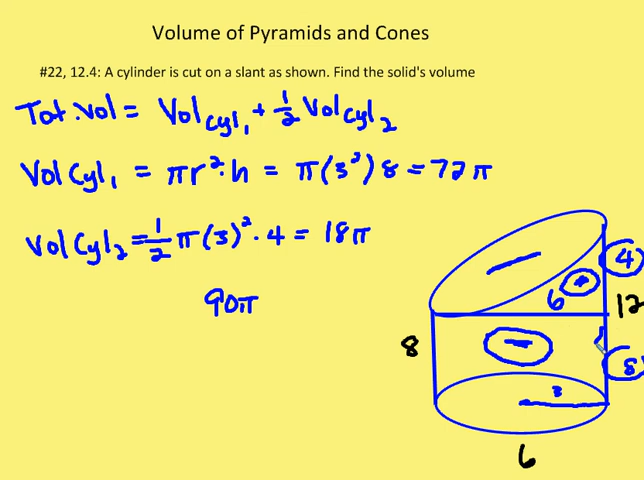 Volume of Pyramids and Cones
#22, 12.4: A cylinder is cut on a slant as shown. Find the solid's volume
Tot. Vol = Vol Cyl₁ + ½ Vol Cyl₂
Vol Cyl₁ = πr²·h = π(3²)8 = 72π
Vol Cyl₂ = ½π(3)²·4 = 18π
90π
4
6
12
8
8
3
6